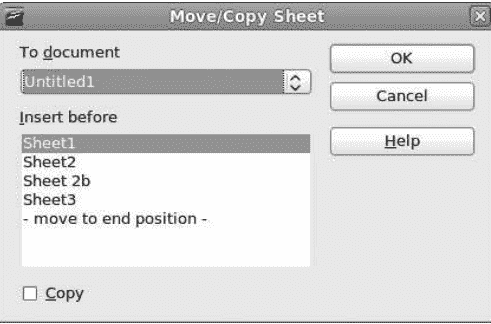 Move/Copy Sheet
To document
Untitled1
Insert before
Sheet1
Sheet2
Sheet 2b
Sheet3
- move to end position -
Copy
OK
Cancel
Help